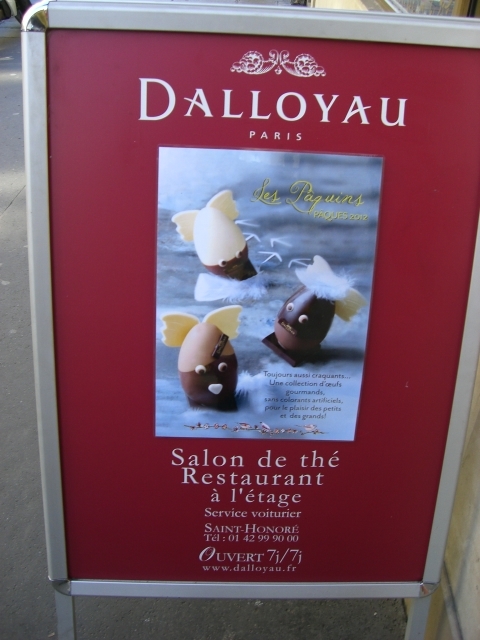 DALLOYAU
PARIS
Les Pâquins
PÂQUES 2012
Toujours aussi craquants...
Une collection d'œufs
gourmands,
sans colorants artificiels,
pour le plaisir des petits
et des grands!
Salon de thé
Restaurant
à l'étage
Service voiturier
SAINT-HONORÉ
Tél : 01 42 99 90 00
OUVERT 7j/7j
www.dalloyau.fr